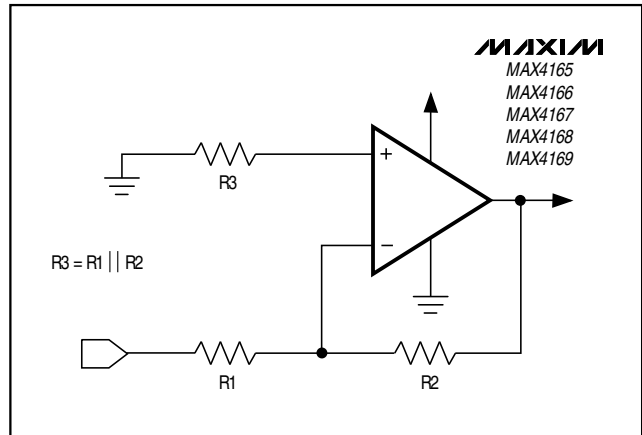 MAXIM
MAX4165
MAX4166
MAX4167
MAX4168
MAX4169
+
R3
−
R3 = R1 || R2
R1
R2